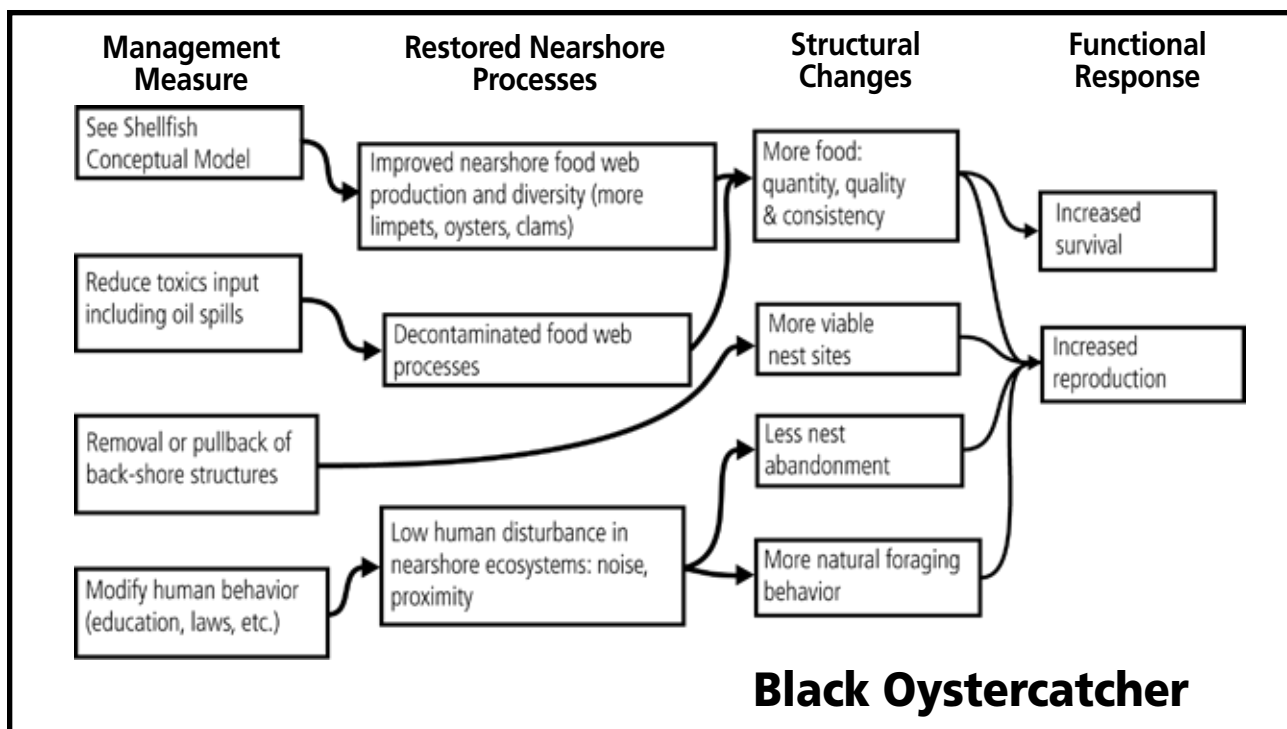 Management
Measure
Restored Nearshore
Processes
Structural
Changes
Functional
Response
See Shellfish
Conceptual Model
Reduce toxics input
including oil spills
Removal or pullback of
back-shore structures
Modify human behavior
(education, laws, etc.)
Improved nearshore food web
production and diversity (more
limpets, oysters, clams)
Decontaminated food web
processes
Low human disturbance in
nearshore ecosystems: noise,
proximity
More food:
quantity, quality
& consistency
More viable
nest sites
Less nest
abandonment
More natural foraging
behavior
Increased
survival
Increased
reproduction
Black Oystercatcher